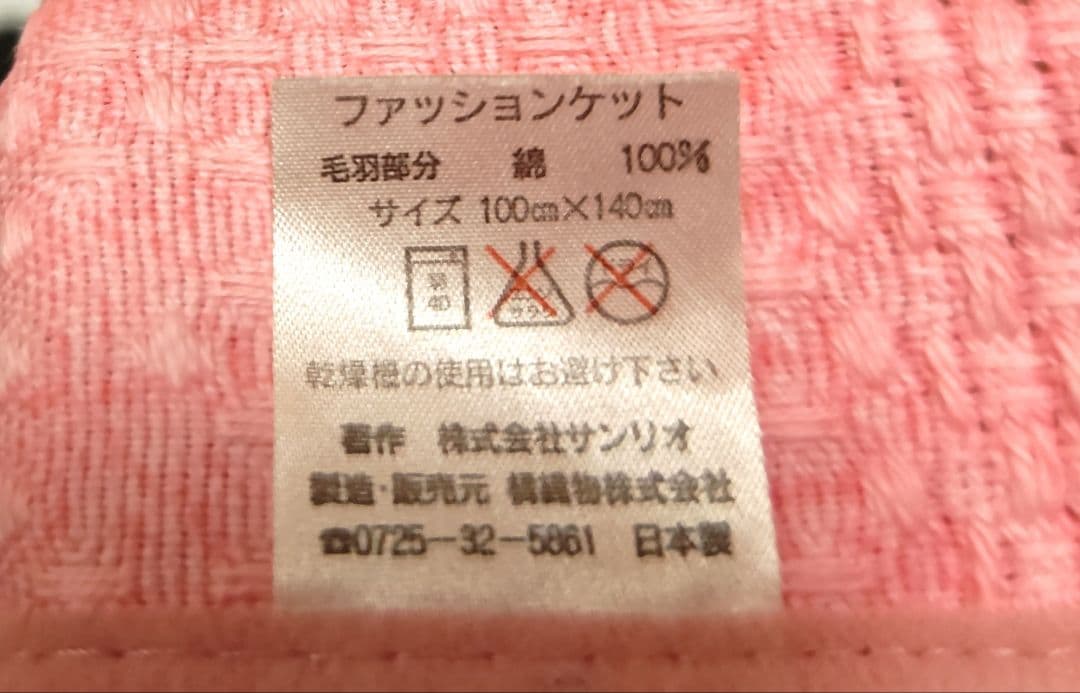 ファッションケット
毛羽部分 綿 100%
サイズ 100cm×140cm
弱
40
乾燥機の使用はお避け下さい
著作 株式会社サンリオ
製造・販売元 織物株式会社
☎0725-32-5861 日本製